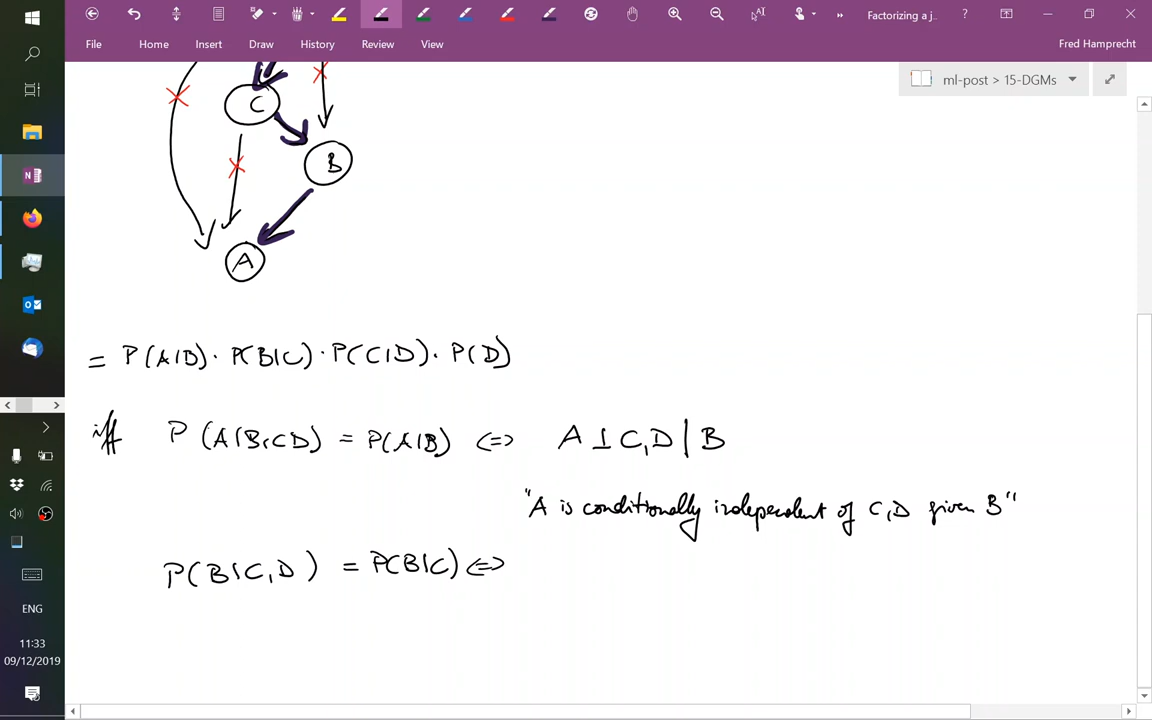 Factorizing a j...
?
File Home Insert Draw History Review View
Fred Hamprecht
ml-post > 15-DGMs
C
B
A
= P(A|B) · P(B|C) · P(C|D) · P(D)
iff P(A|B,C,D) = P(A|B) ⇔ A ⊥ C,D | B
"A is conditionally independent of C,D given B"
P(B|C,D) = P(B|C) ⇔
ENG
11:33
09/12/2019